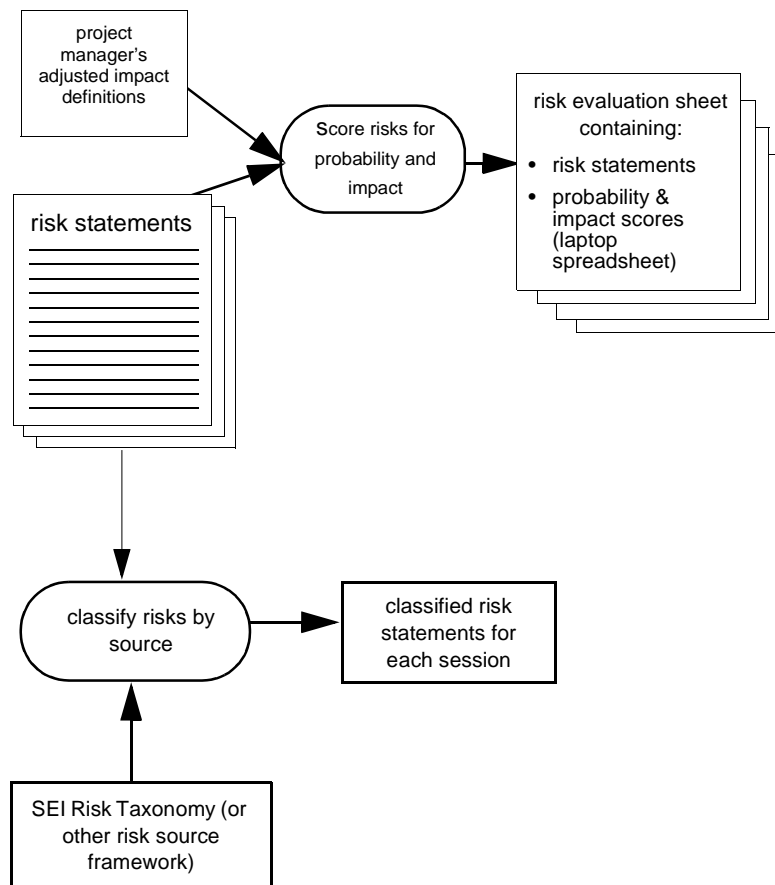 project
manager's
adjusted impact
definitions
Score risks for
probability and
impact
risk evaluation sheet
containing:
• risk statements
• probability &
impact scores
(laptop
spreadsheet)
risk statements
classify risks by
source
classified risk
statements for
each session
SEI Risk Taxonomy (or
other risk source
framework)